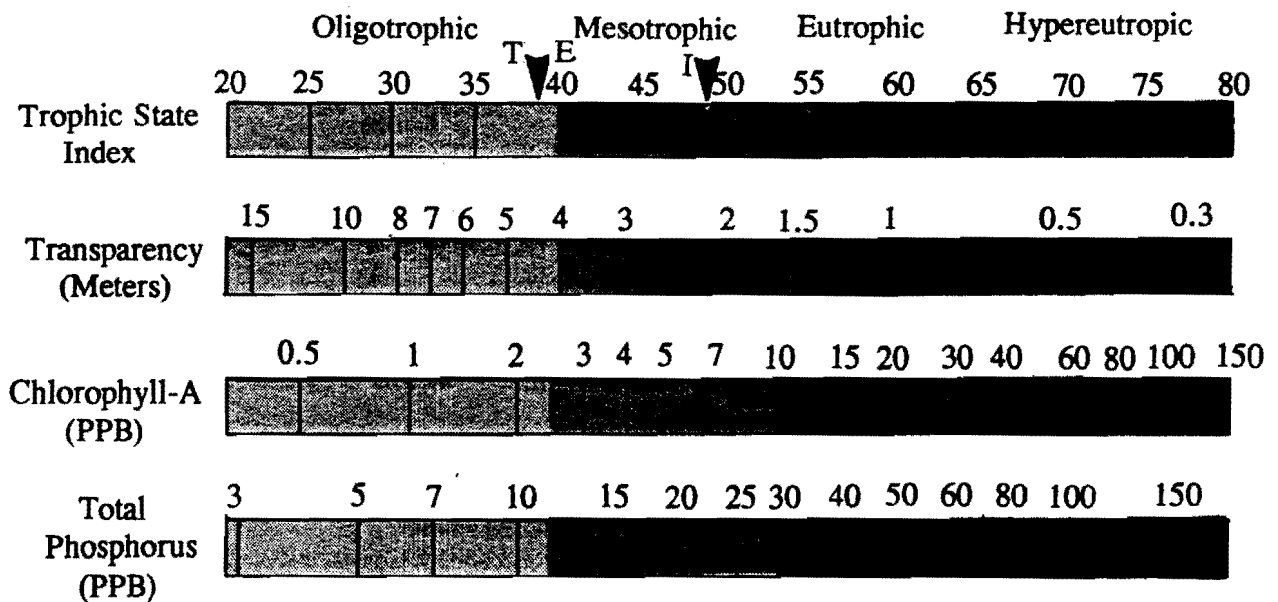 Oligotrophic Mesotrophic Eutrophic Hypereutropic
T E I
20 25 30 35 40 45 50 55 60 65 70 75 80
Trophic State
Index
15 10 8 7 6 5 4 3 2 1.5 1 0.5 0.3
Transparency
(Meters)
0.5 1 2 3 4 5 7 10 15 20 30 40 60 80 100 150
Chlorophyll-A
(PPB)
3 5 7 10 15 20 25 30 40 50 60 80 100 150
Total
Phosphorus
(PPB)